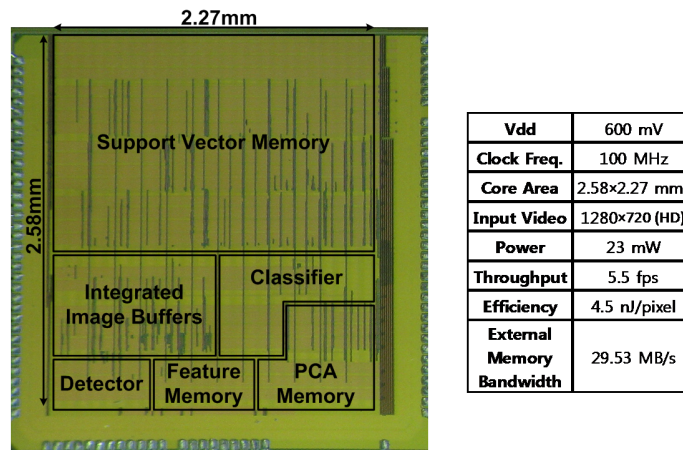 2.27mm
2.58mm
Support Vector Memory
Integrated
Image Buffers
Classifier
Detector
Feature
Memory
PCA
Memory
Vdd 600 mV
Clock Freq. 100 MHz
Core Area 2.58×2.27 mm
Input Video 1280×720 (HD)
Power 23 mW
Throughput 5.5 fps
Efficiency 4.5 nJ/pixel
External
Memory
Bandwidth
29.53 MB/s